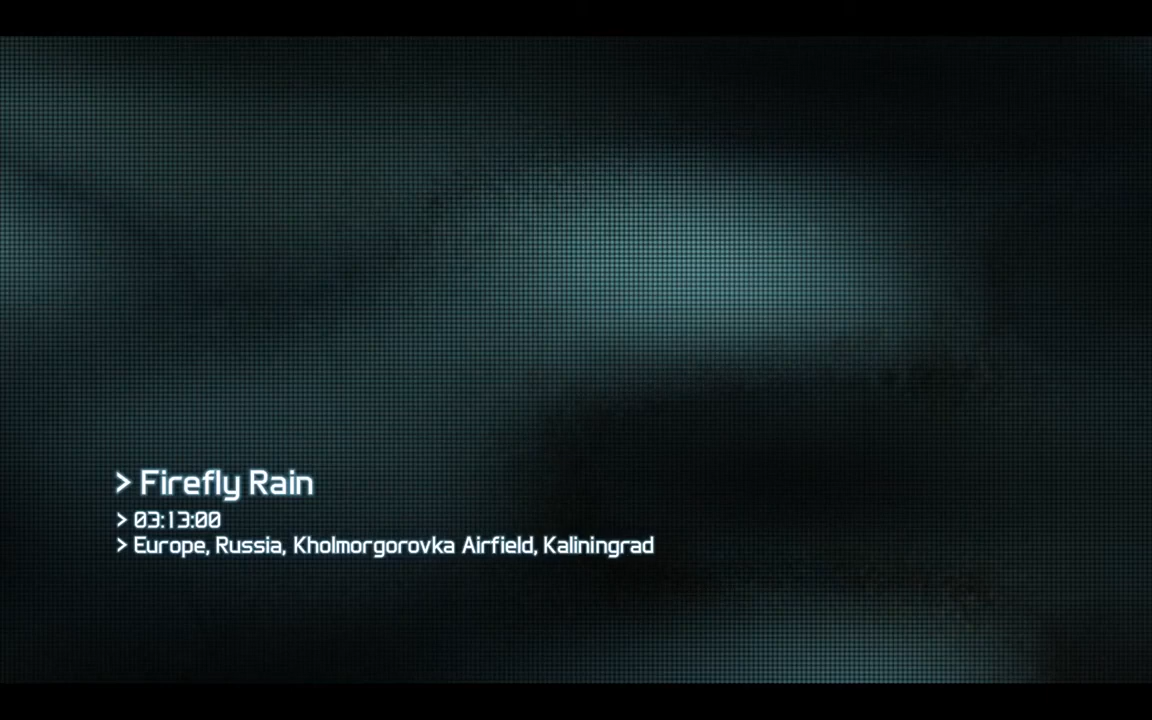 > Firefly Rain
> 03:13:00
> Europe, Russia, Kholmorgorovka Airfield, Kaliningrad